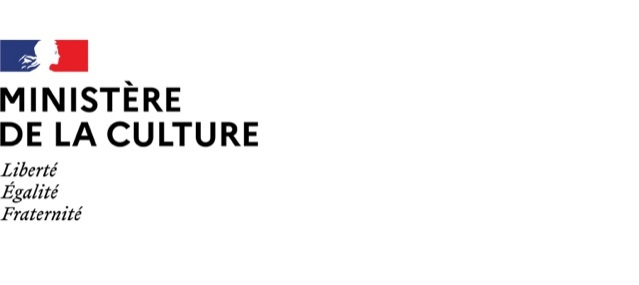 MINISTÈRE
DE LA CULTURE
Liberté
Égalité
Fraternité